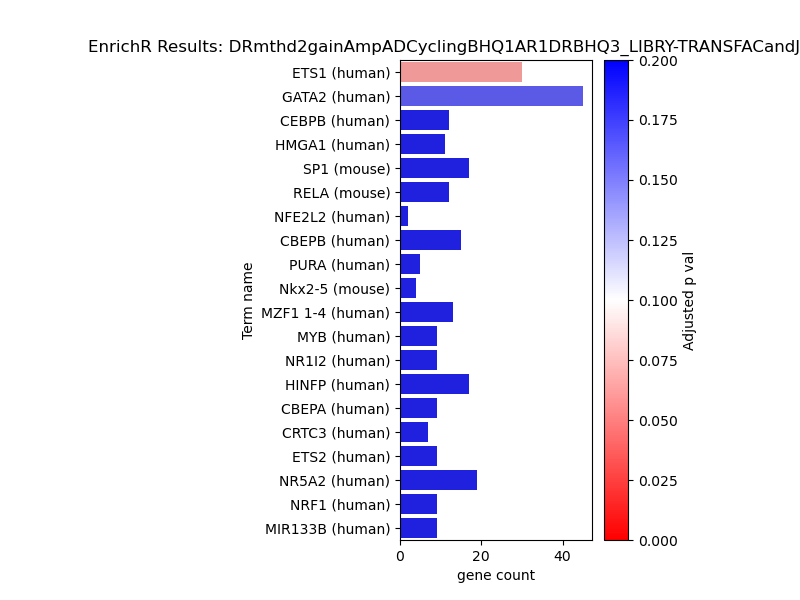 EnrichR Results: DRmthd2gainAmpADCyclingBHQ1AR1DRBHQ3_LIBRY-TRANSFACandJ
ETS1 (human)
GATA2 (human)
CEBPB (human)
HMGA1 (human)
SP1 (mouse)
RELA (mouse)
NFE2L2 (human)
CBEPB (human)
PURA (human)
Nkx2-5 (mouse)
MZF1 1-4 (human)
MYB (human)
NR1I2 (human)
HINFP (human)
CBEPA (human)
CRTC3 (human)
ETS2 (human)
NR5A2 (human)
NRF1 (human)
MIR133B (human)
Term name
0 20 40
gene count
0.200
0.175
0.150
0.125
0.100
0.075
0.050
0.025
0.000
Adjusted p val